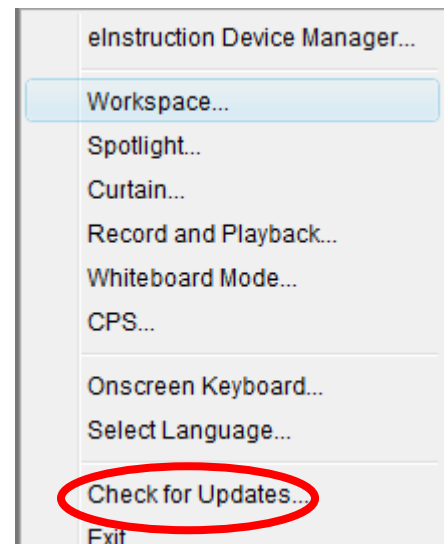 eInstruction Device Manager...
Workspace...
Spotlight...
Curtain...
Record and Playback...
Whiteboard Mode...
CPS...
Onscreen Keyboard...
Select Language...
Check for Updates...
Exit